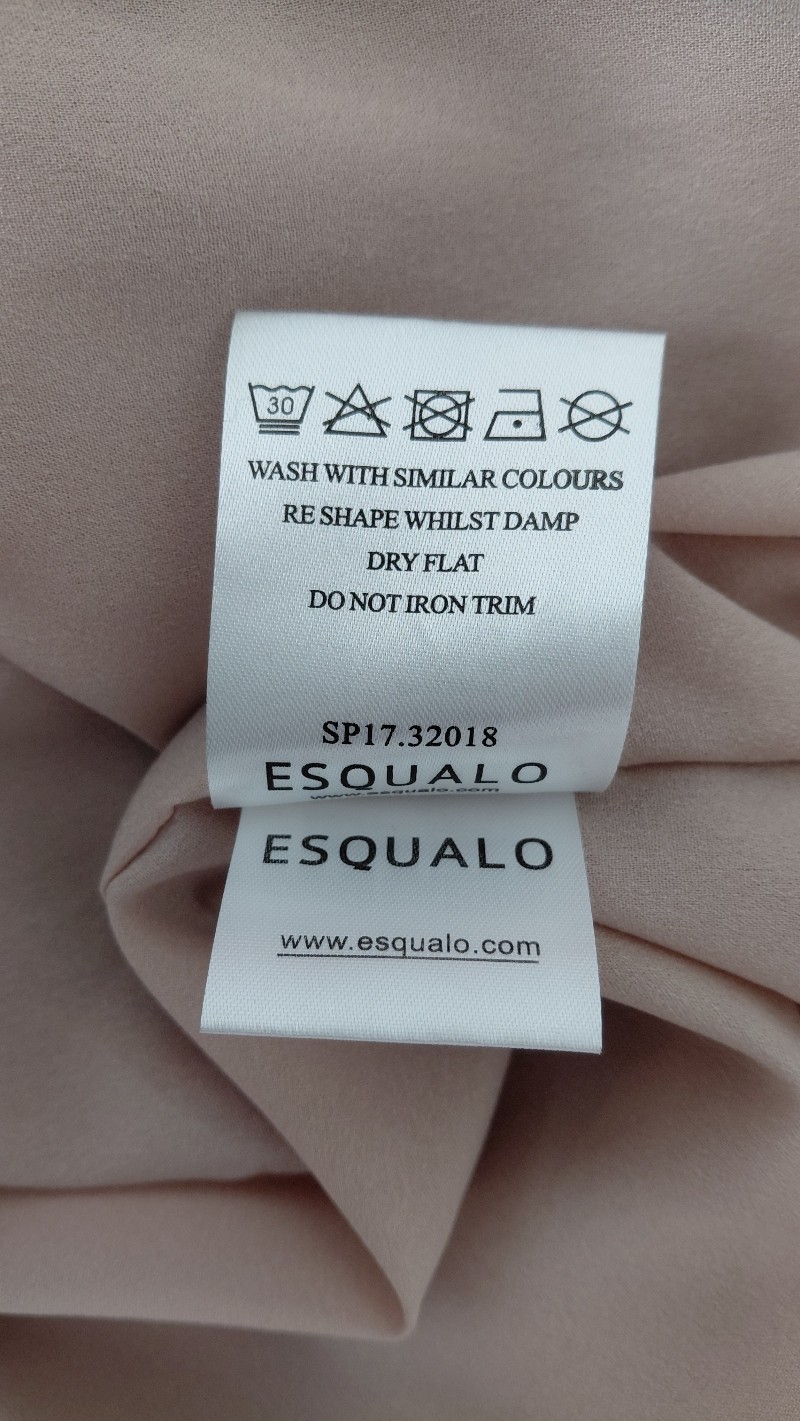 30
WASH WITH SIMILAR COLOURS
RE SHAPE WHILST DAMP
DRY FLAT
DO NOT IRON TRIM
SP17.32018
ESQUALO
www.esqualo.com
ESQUALO
www.esqualo.com